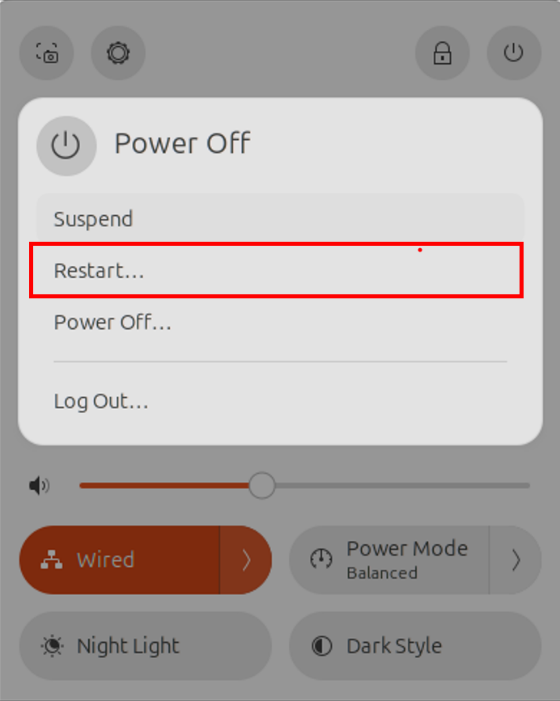 Power Off
Suspend
Restart...
Power Off...
Log Out...
Wired
Power Mode
Balanced
Night Light
Dark Style